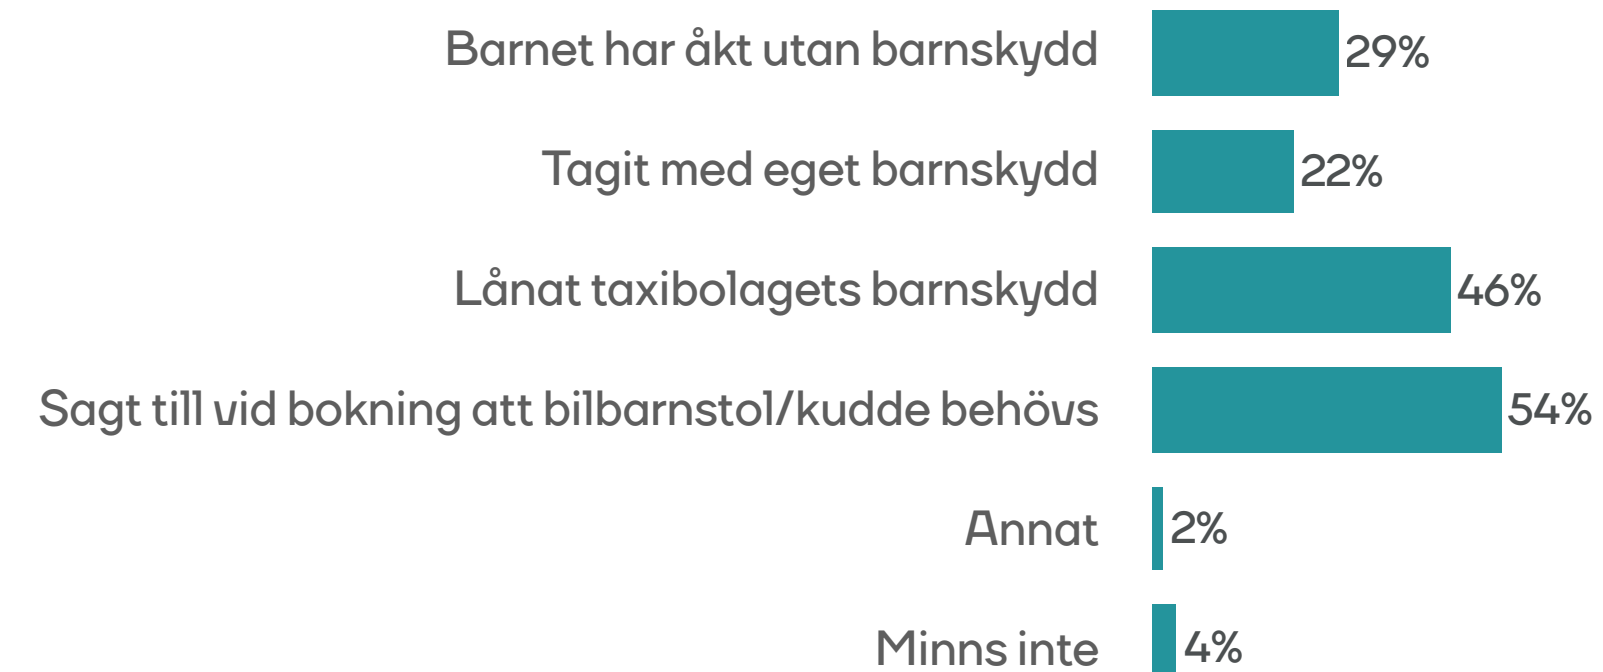 Barnet har åkt utan barnskydd 29%
Tagit med eget barnskydd 22%
Lånat taxibolagets barnskydd 46%
Sagt till vid bokning att bilbarnstol/kudde behövs 54%
Annat 2%
Minns inte 4%